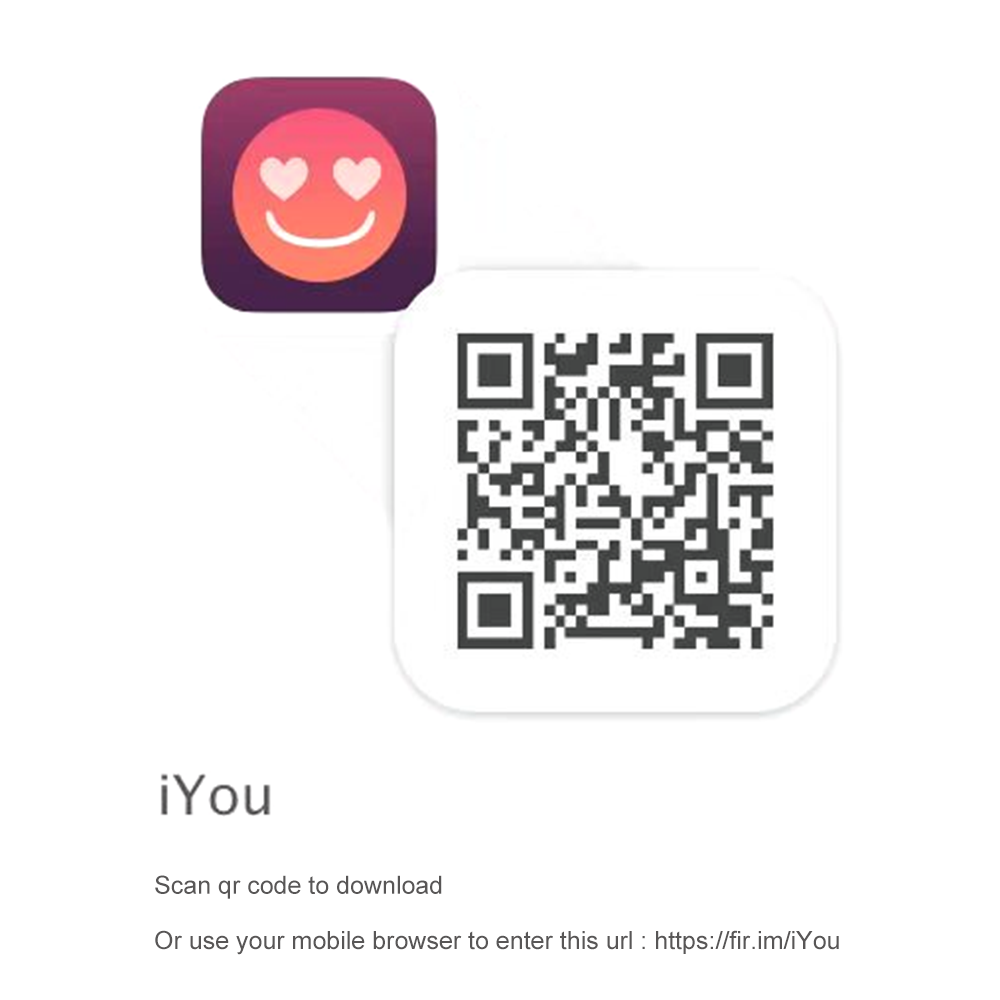 iYou
Scan qr code to download
Or use your mobile browser to enter this url : https://fir.im/iYou